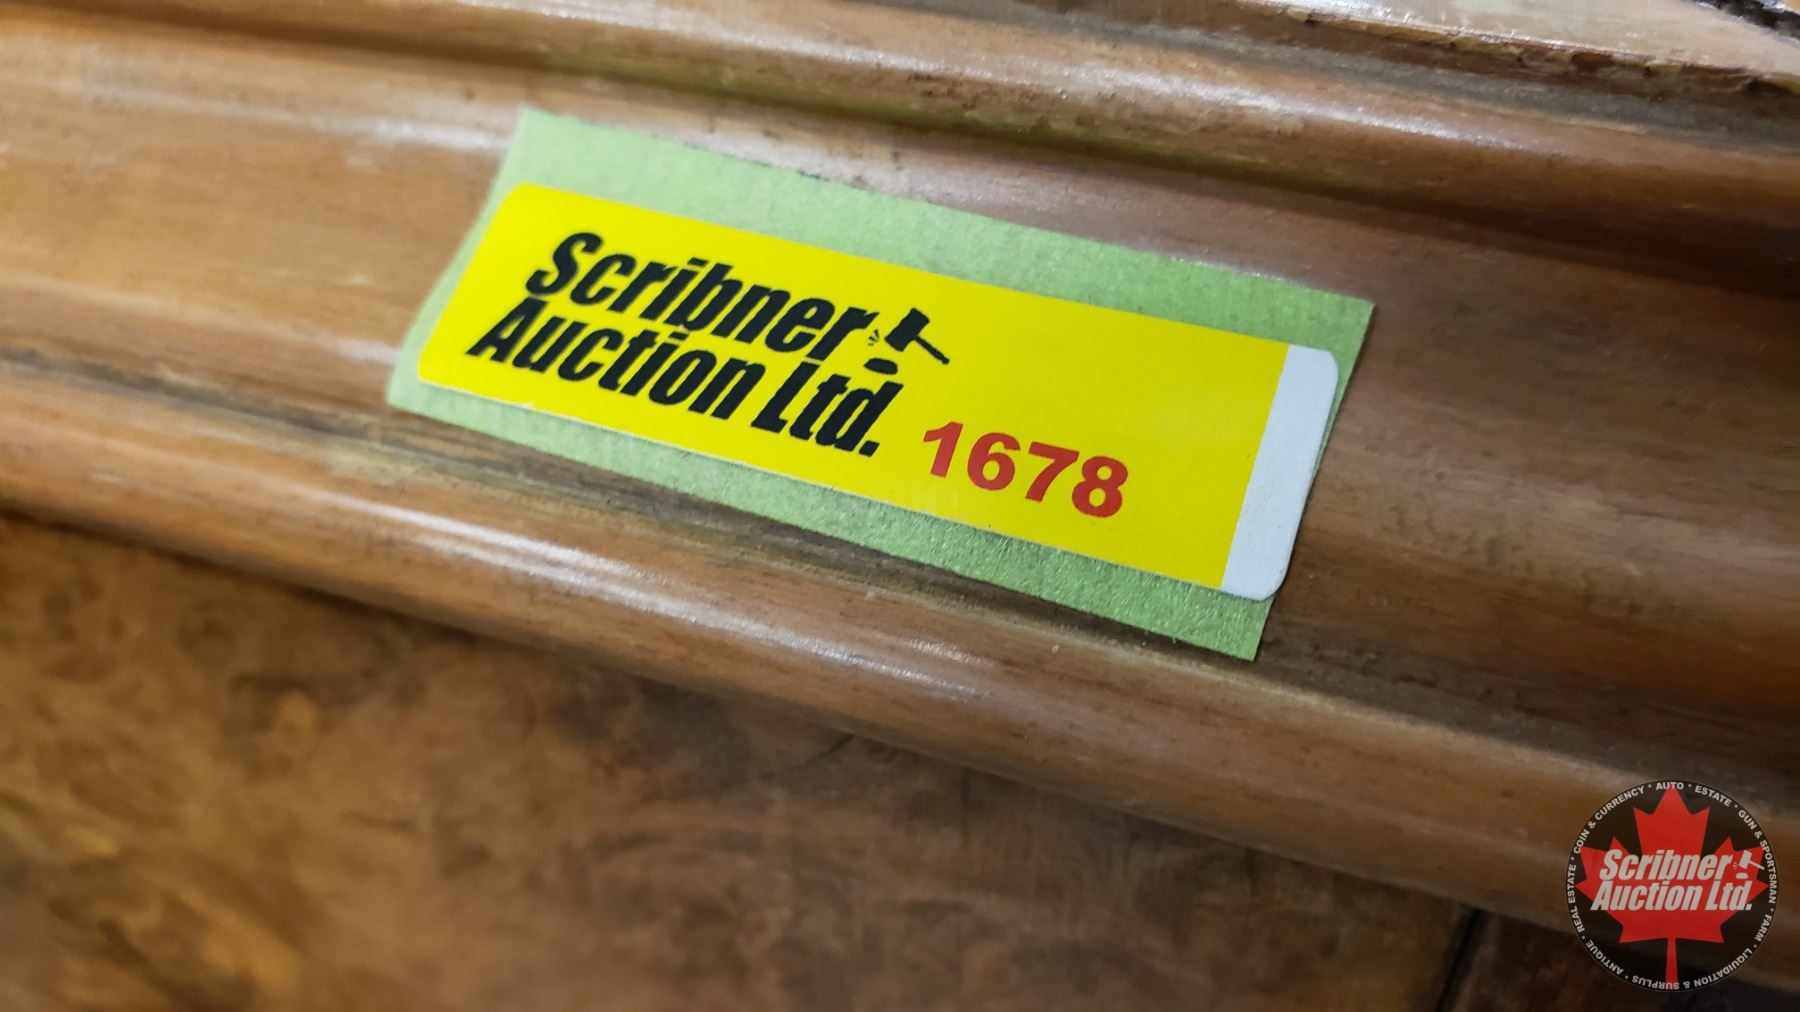 Scribner
Auction Ltd.
1678
COIN & CURRENCY * AUTO * ESTATE * GUN & SPORTSMAN * FARM * LIQUIDATION & SURPLUS * ANTIQUE * REAL ESTATE *
Scribner
Auction Ltd.